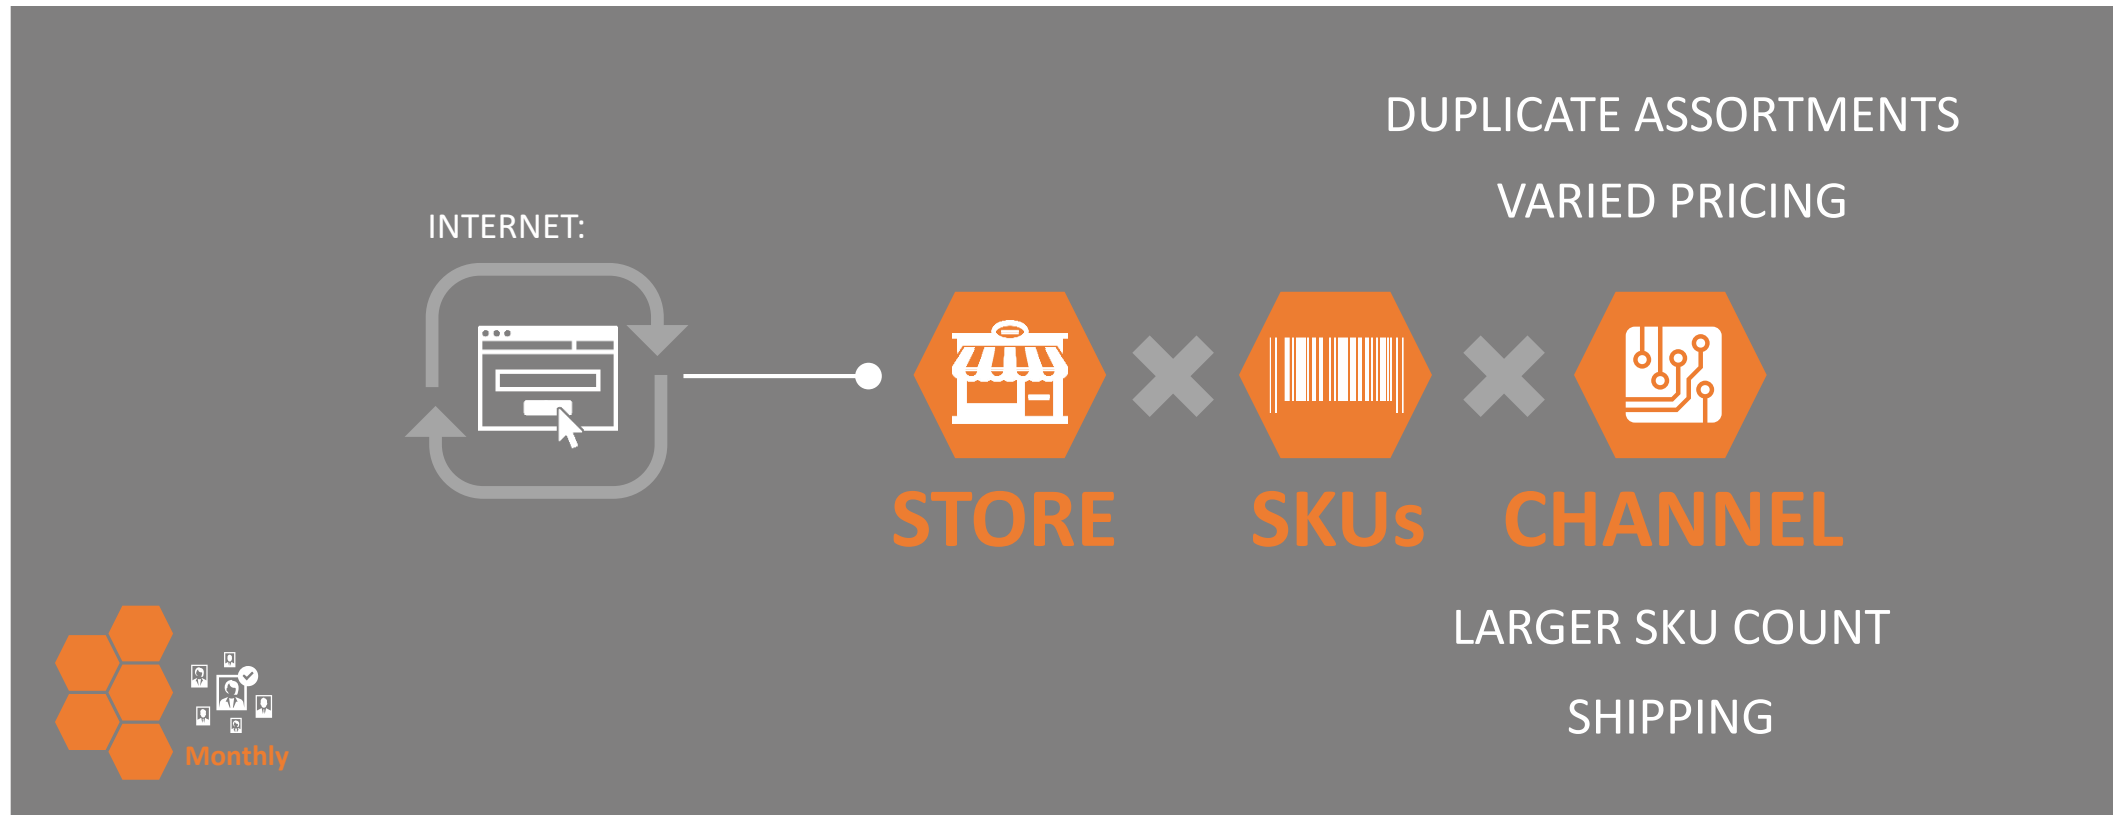 DUPLICATE ASSORTMENTS
VARIED PRICING
INTERNET:
STORE
SKUs
CHANNEL
LARGER SKU COUNT
SHIPPING
Monthly